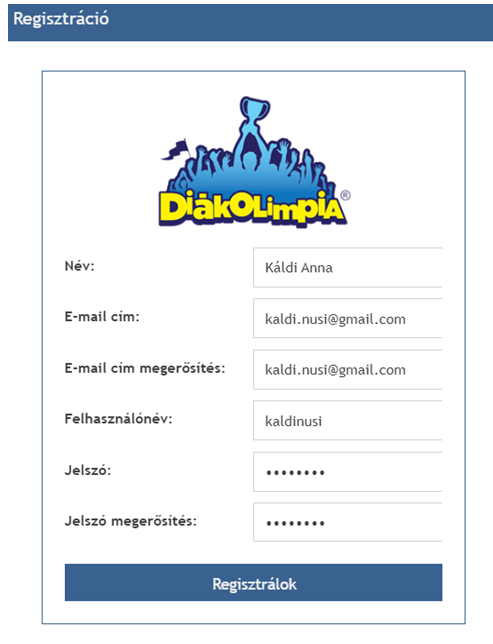 Regisztráció
DiákOLimpiA®
Név: Káldi Anna
E-mail cím: kaldi.nusi@gmail.com
E-mail cím megerősítés: kaldi.nusi@gmail.com
Felhasználónév: kaldinusi
Jelszó: ••••••••
Jelszó megerősítés: ••••••••
Regisztrálok